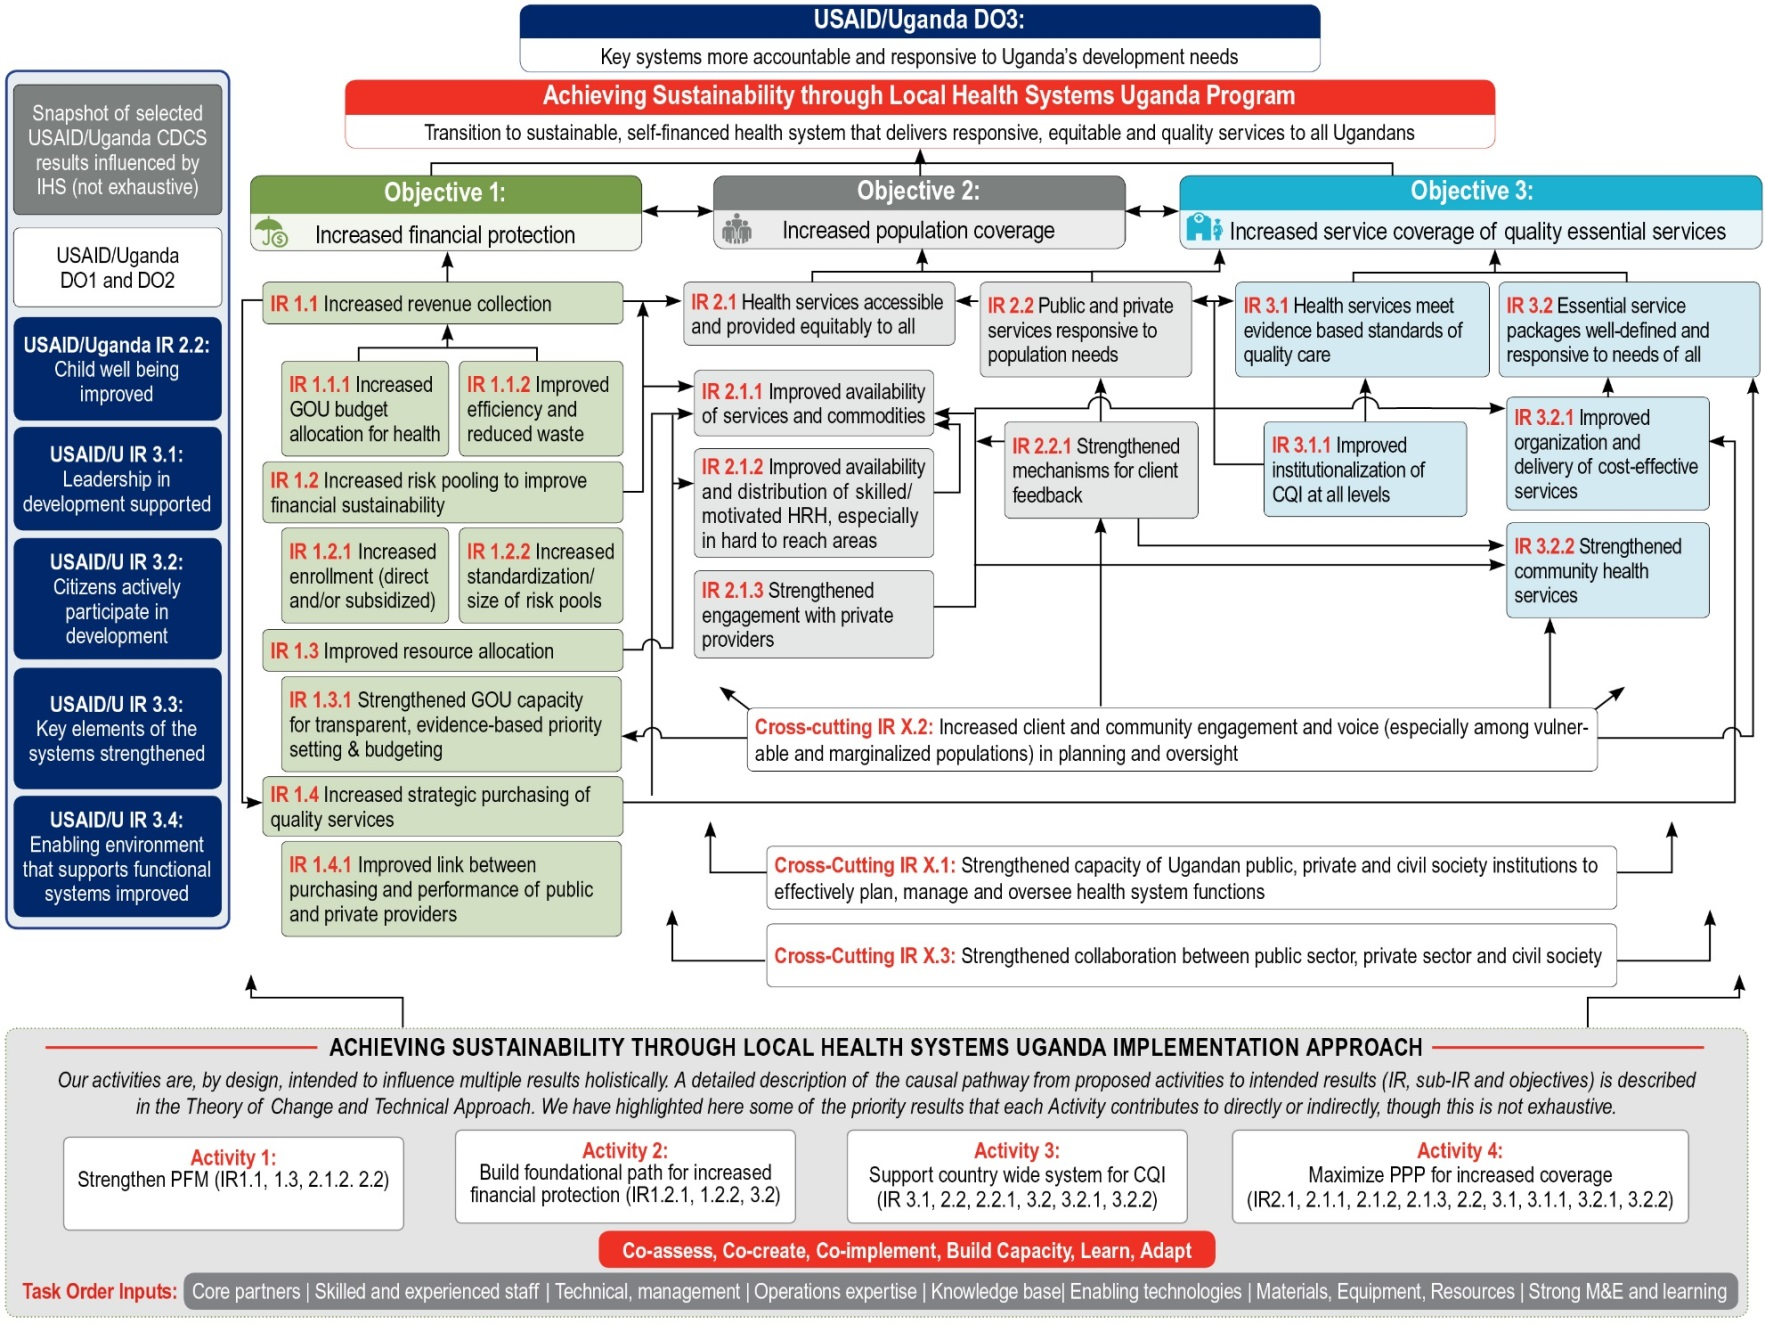 USAID/Uganda DO3:
Key systems more accountable and responsive to Uganda's development needs
Achieving Sustainability through Local Health Systems Uganda Program
Transition to sustainable, self-financed health system that delivers responsive, equitable and quality services to all Ugandans
Snapshot of selected
USAID/Uganda CDCS
results influenced by
IHS (not exhaustive)
USAID/Uganda
DO1 and DO2
USAID/Uganda IR 2.2:
Child well being
improved
USAID/U IR 3.1:
Leadership in
development supported
USAID/U IR 3.2:
Citizens actively
participate in
development
USAID/U IR 3.3:
Key elements of the
systems strengthened
USAID/U IR 3.4:
Enabling environment
that supports functional
systems improved
Objective 1:
Increased financial protection
IR 1.1 Increased revenue collection
IR 1.1.1 Increased
GOU budget
allocation for health
IR 1.1.2 Improved
efficiency and
reduced waste
IR 1.2 Increased risk pooling to improve
financial sustainability
IR 1.2.1 Increased
enrollment (direct
and/or subsidized)
IR 1.2.2 Increased
standardization/
size of risk pools
IR 1.3 Improved resource allocation
IR 1.3.1 Strengthened GOU capacity
for transparent, evidence-based priority
setting & budgeting
IR 1.4 Increased strategic purchasing of
quality services
IR 1.4.1 Improved link between
purchasing and performance of public
and private providers
Objective 2:
Increased population coverage
IR 2.1 Health services accessible
and provided equitably to all
IR 2.2 Public and private
services responsive to
population needs
IR 2.1.1 Improved availability
of services and commodities
IR 2.1.2 Improved availability
and distribution of skilled/
motivated HRH, especially
in hard to reach areas
IR 2.1.3 Strengthened
engagement with private
providers
IR 2.2.1 Strengthened
mechanisms for client
feedback
Objective 3:
Increased service coverage of quality essential services
IR 3.1 Health services meet
evidence based standards of
quality care
IR 3.2 Essential service
packages well-defined and
responsive to needs of all
IR 3.1.1 Improved
institutionalization of
CQI at all levels
IR 3.2.1 Improved
organization and
delivery of cost-effective
services
IR 3.2.2 Strengthened
community health
services
Cross-cutting IR X.2: Increased client and community engagement and voice (especially among vulner-
able and marginalized populations) in planning and oversight
Cross-Cutting IR X.1: Strengthened capacity of Ugandan public, private and civil society institutions to
effectively plan, manage and oversee health system functions
Cross-Cutting IR X.3: Strengthened collaboration between public sector, private sector and civil society
ACHIEVING SUSTAINABILITY THROUGH LOCAL HEALTH SYSTEMS UGANDA IMPLEMENTATION APPROACH
Our activities are, by design, intended to influence multiple results holistically. A detailed description of the causal pathway from proposed activities to intended results (IR, sub-IR and objectives) is described
in the Theory of Change and Technical Approach. We have highlighted here some of the priority results that each Activity contributes to directly or indirectly, though this is not exhaustive.
Activity 1:
Strengthen PFM (IR1.1, 1.3, 2.1.2. 2.2)
Activity 2:
Build foundational path for increased
financial protection (IR1.2.1, 1.2.2, 3.2)
Activity 3:
Support country wide system for CQI
(IR 3.1, 2.2, 2.2.1, 3.2, 3.2.1, 3.2.2)
Activity 4:
Maximize PPP for increased coverage
(IR2.1, 2.1.1, 2.1.2, 2.1.3, 2.2, 3.1, 3.1.1, 3.2.1, 3.2.2)
Co-assess, Co-create, Co-implement, Build Capacity, Learn, Adapt
Task Order Inputs: Core partners | Skilled and experienced staff | Technical, management | Operations expertise | Knowledge base| Enabling technologies | Materials, Equipment, Resources | Strong M&E and learning